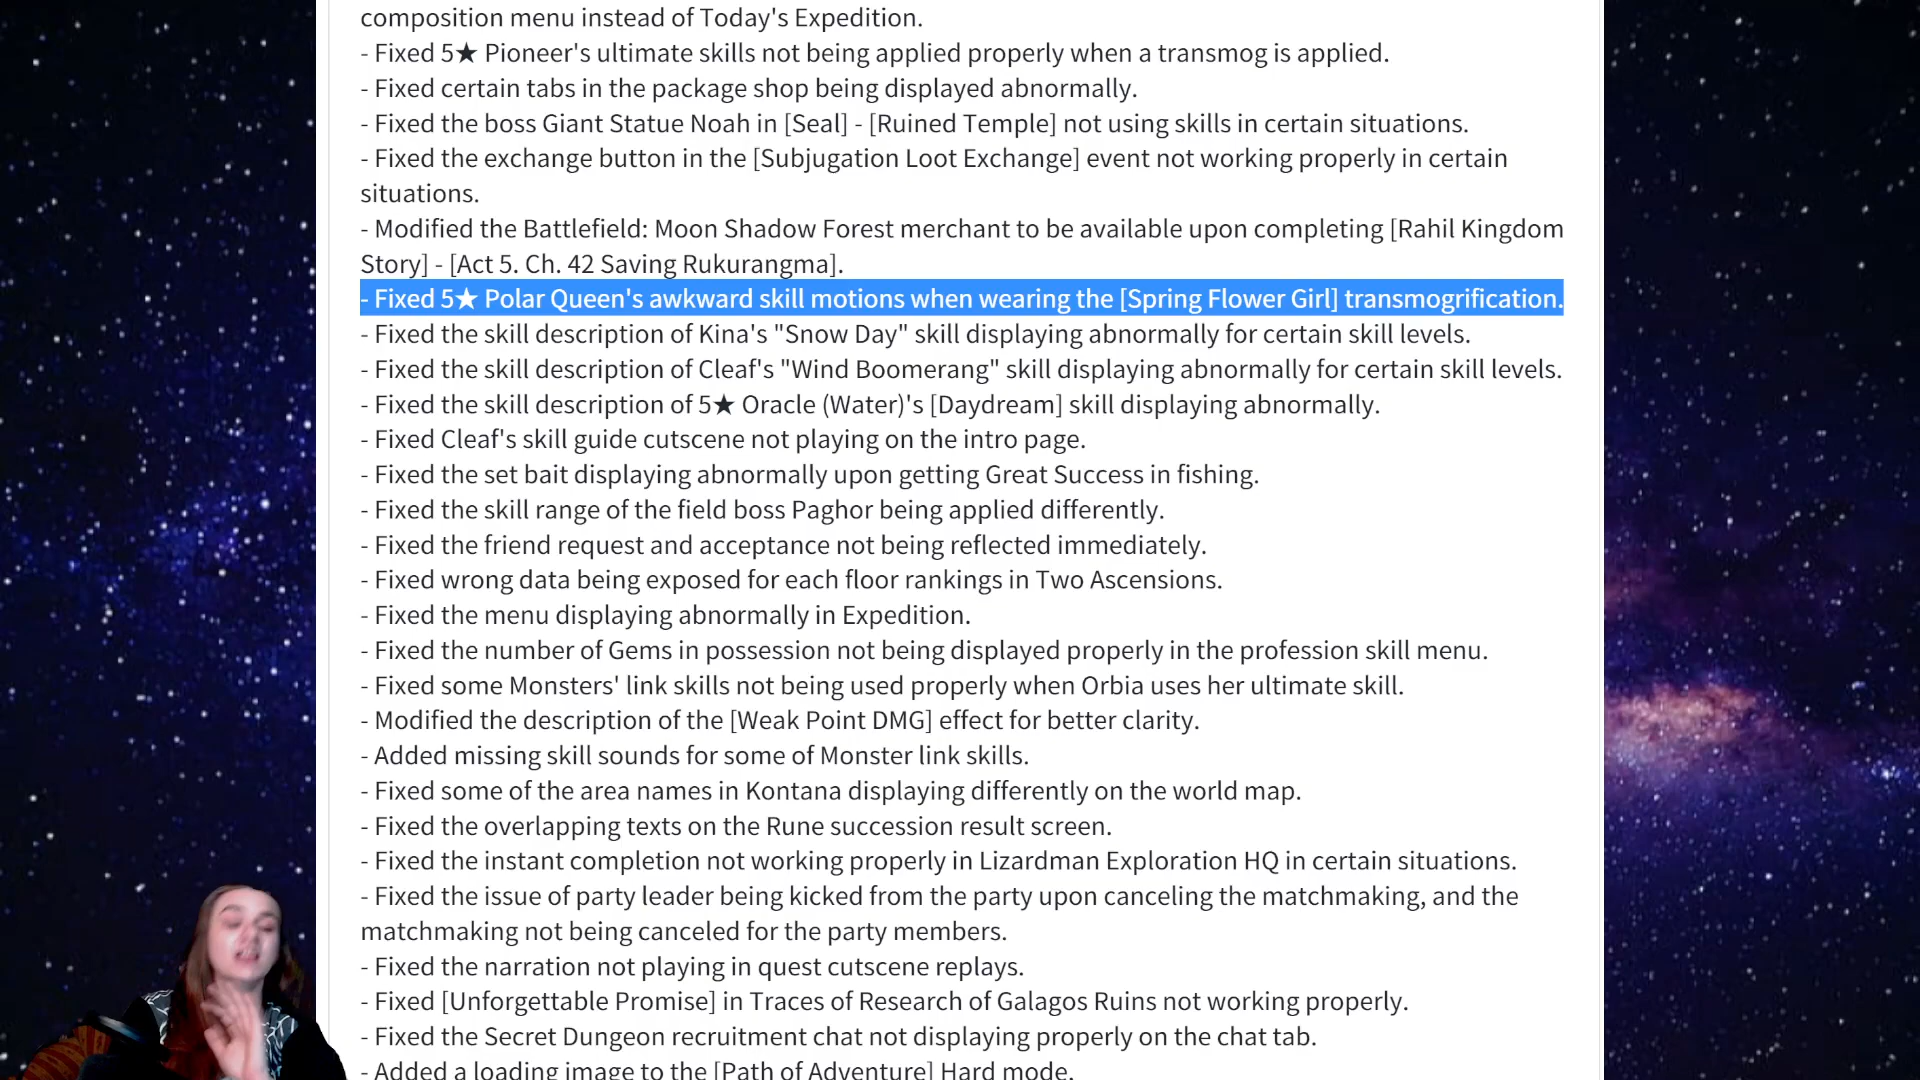 composition menu instead of Today's Expedition.
- Fixed 5★ Pioneer's ultimate skills not being applied properly when a transmog is applied.
- Fixed certain tabs in the package shop being displayed abnormally.
- Fixed the boss Giant Statue Noah in [Seal] - [Ruined Temple] not using skills in certain situations.
- Fixed the exchange button in the [Subjugation Loot Exchange] event not working properly in certain
situations.
- Modified the Battlefield: Moon Shadow Forest merchant to be available upon completing [Rahil Kingdom
Story] - [Act 5. Ch. 42 Saving Rukurangma].
- Fixed 5★ Polar Queen's awkward skill motions when wearing the [Spring Flower Girl] transmogrification.
- Fixed the skill description of Kina's "Snow Day" skill displaying abnormally for certain skill levels.
- Fixed the skill description of Cleaf's "Wind Boomerang" skill displaying abnormally for certain skill levels.
- Fixed the skill description of 5★ Oracle (Water)'s [Daydream] skill displaying abnormally.
- Fixed Cleaf's skill guide cutscene not playing on the intro page.
- Fixed the set bait displaying abnormally upon getting Great Success in fishing.
- Fixed the skill range of the field boss Paghor being applied differently.
- Fixed the friend request and acceptance not being reflected immediately.
- Fixed wrong data being exposed for each floor rankings in Two Ascensions.
- Fixed the menu displaying abnormally in Expedition.
- Fixed the number of Gems in possession not being displayed properly in the profession skill menu.
- Fixed some Monsters' link skills not being used properly when Orbia uses her ultimate skill.
- Modified the description of the [Weak Point DMG] effect for better clarity.
- Added missing skill sounds for some of Monster link skills.
- Fixed some of the area names in Kontana displaying differently on the world map.
- Fixed the overlapping texts on the Rune succession result screen.
- Fixed the instant completion not working properly in Lizardman Exploration HQ in certain situations.
- Fixed the issue of party leader being kicked from the party upon canceling the matchmaking, and the
matchmaking not being canceled for the party members.
- Fixed the narration not playing in quest cutscene replays.
- Fixed [Unforgettable Promise] in Traces of Research of Galagos Ruins not working properly.
- Fixed the Secret Dungeon recruitment chat not displaying properly on the chat tab.
- Added a loading image to the [Path of Adventure] Hard mode.